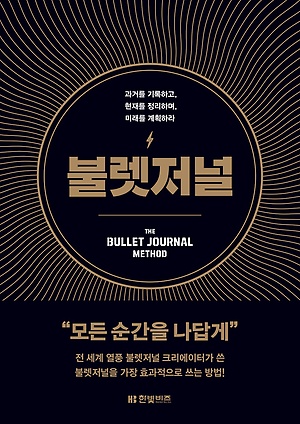 과거를 기록하고,
현재를 정리하며,
미래를 계획하라
불렛저널
THE
BULLET JOURNAL
METHOD
“모든 순간을 나답게”
전 세계 열풍 불렛저널 크리에이터가 쓴
불렛저널을 가장 효과적으로 쓰는 방법!
HB 한빛비즈